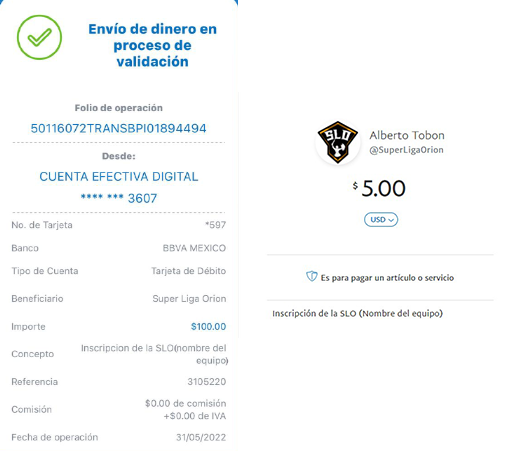 Envío de dinero en
proceso de
validación
Folio de operación
50116072TRANSBPI01894494
Desde:
CUENTA EFECTIVA DIGITAL
**** *** 3607
No. de Tarjeta *597
Banco BBVA MEXICO
Tipo de Cuenta Tarjeta de Débito
Beneficiario Super Liga Orion
Importe $100.00
Concepto Inscripcion de la SLO(nombre del
equipo)
Referencia 3105220
Comisión $0.00 de comisión
+$0.00 de IVA
Fecha de operación 31/05/2022
SLO
Alberto Tobon
@SuperLigaOrion
$5.00
USD
Es para pagar un artículo o servicio
Inscripción de la SLO (Nombre del equipo)